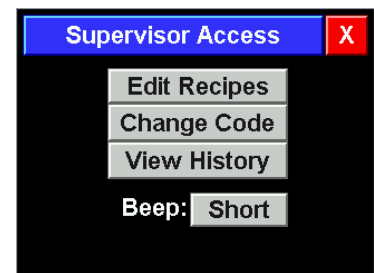 Supervisor Access X
Edit Recipes
Change Code
View History
Beep: Short